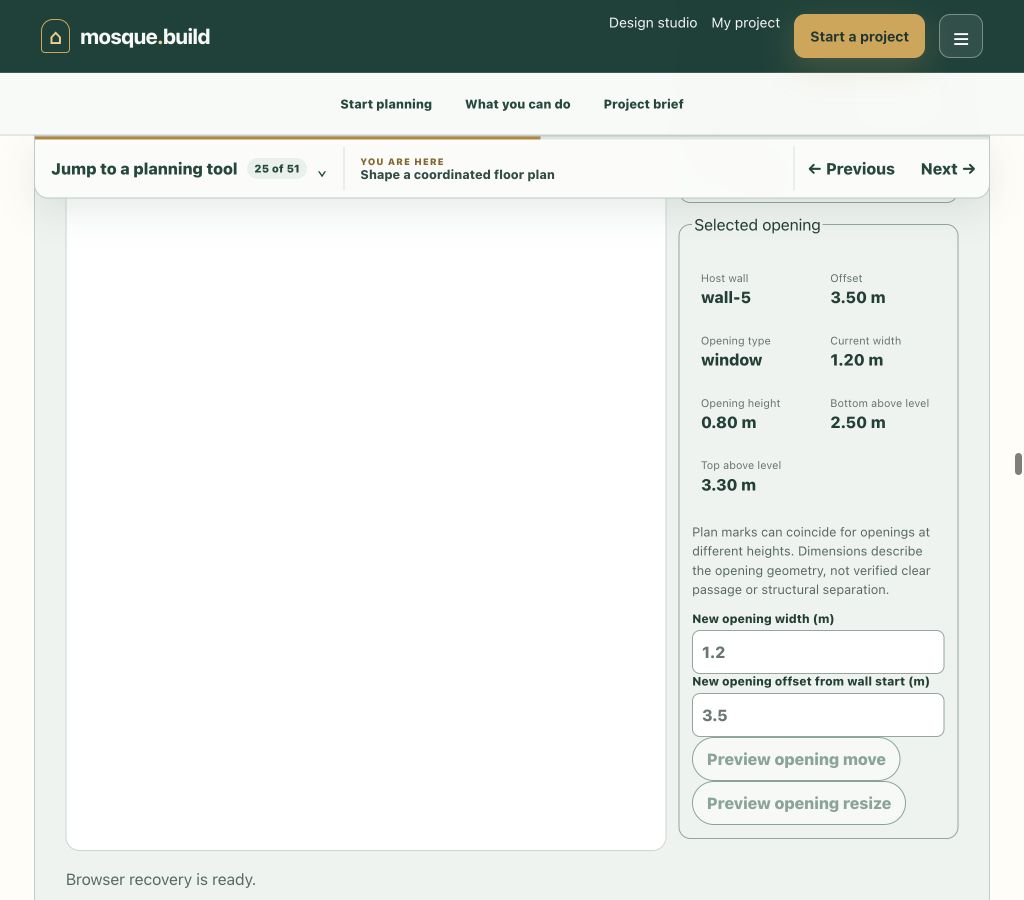 mosque.build
Design studio
My project
Start a project
Start planning
What you can do
Project brief
Jump to a planning tool
25 of 51
YOU ARE HERE
Shape a coordinated floor plan
← Previous
Next →
Selected opening
Host wall
wall-5
Offset
3.50 m
Opening type
window
Current width
1.20 m
Opening height
0.80 m
Bottom above level
2.50 m
Top above level
3.30 m
Plan marks can coincide for openings at
different heights. Dimensions describe
the opening geometry, not verified clear
passage or structural separation.
New opening width (m)
1.2
New opening offset from wall start (m)
3.5
Preview opening move
Preview opening resize
Browser recovery is ready.